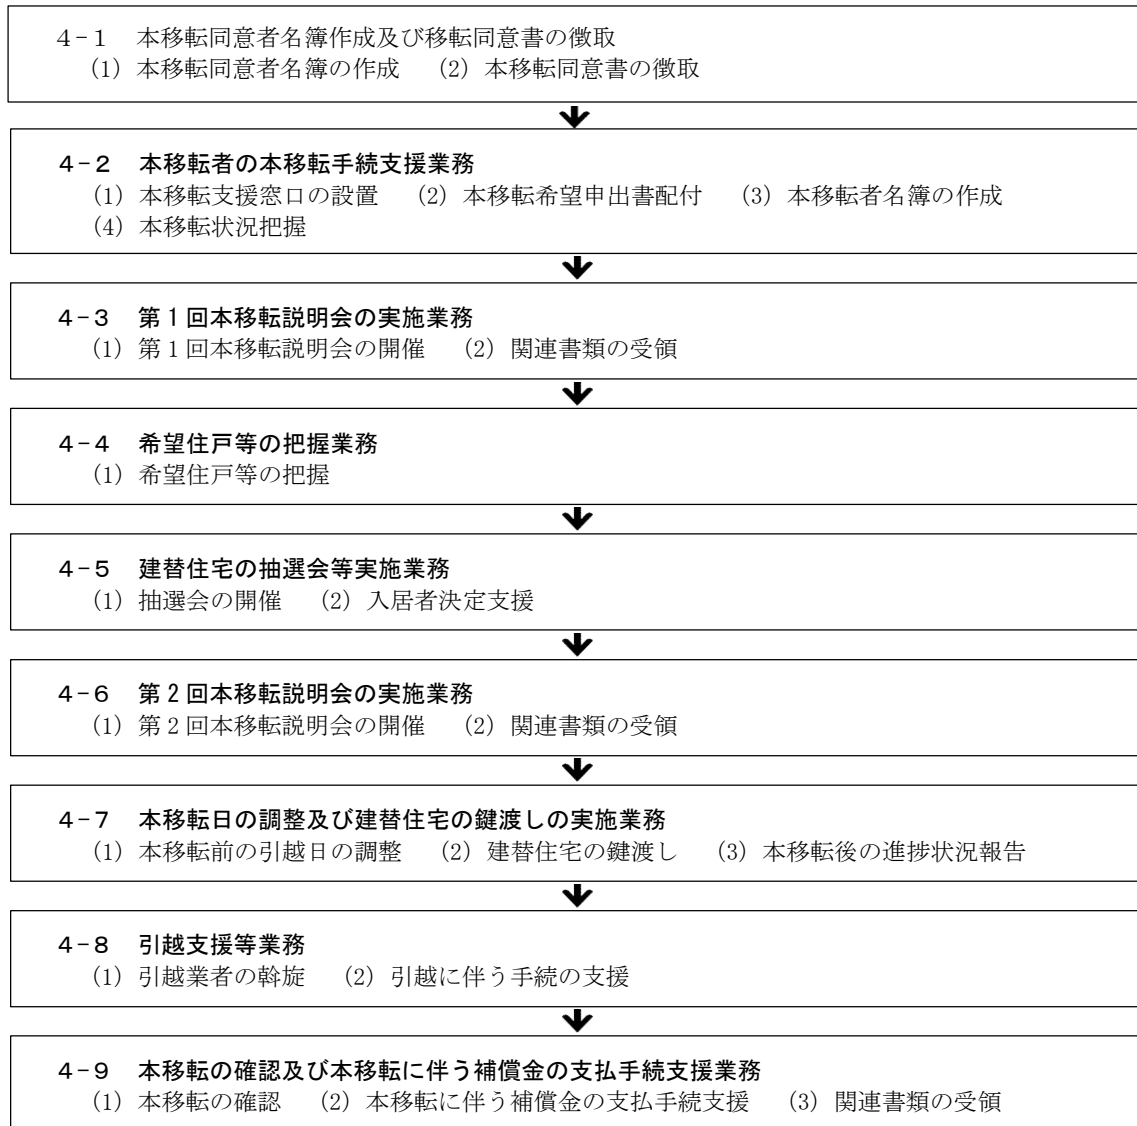 ４-１　本移転同意者名簿作成及び移転同意書の徴取
(1) 本移転同意者名簿の作成　(2) 本移転同意書の徴取
４-２　本移転者の本移転手続支援業務
(1) 本移転支援窓口の設置　(2) 本移転希望申出書配付　(3) 本移転者名簿の作成
(4) 本移転状況把握
４-３　第１回本移転説明会の実施業務
(1) 第１回本移転説明会の開催　(2) 関連書類の受領
４-４　希望住戸等の把握業務
(1) 希望住戸等の把握
４-５　建替住宅の抽選会等実施業務
(1) 抽選会の開催　(2) 入居者決定支援
４-６　第２回本移転説明会の実施業務
(1) 第２回本移転説明会の開催　(2) 関連書類の受領
４-７　本移転日の調整及び建替住宅の鍵渡しの実施業務
(1) 本移転前の引越日の調整　(2) 建替住宅の鍵渡し　(3) 本移転後の進捗状況報告
４-８　引越支援等業務
(1) 引越業者の斡旋　(2) 引越に伴う手続の支援
４-９　本移転の確認及び本移転に伴う補償金の支払手続支援業務
(1) 本移転の確認　(2) 本移転に伴う補償金の支払手続支援　(3) 関連書類の受領